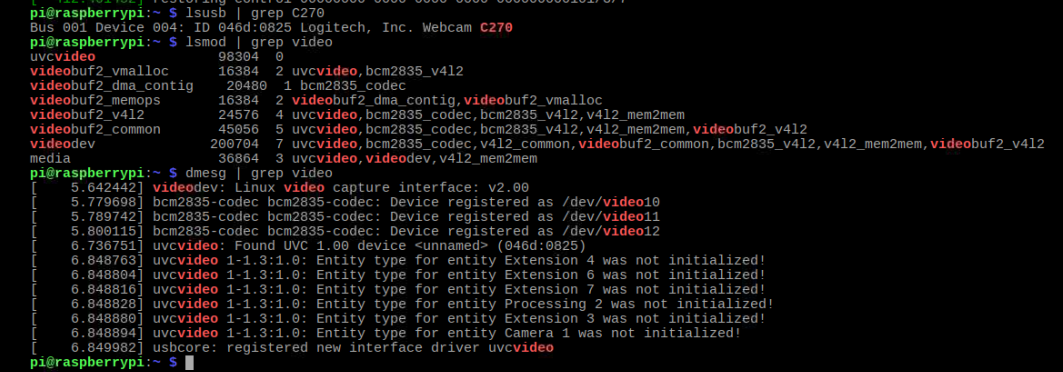 pi@raspberrypi:~ $ lsusb | grep C270
Bus 001 Device 004: ID 046d:0825 Logitech, Inc. Webcam C270
pi@raspberrypi:~ $ lsmod | grep video
uvcvideo               98304  0
videobuf2_vmalloc      16384  2 uvcvideo,bcm2835_v4l2
videobuf2_dma_contig    20480  1 bcm2835_codec
videobuf2_memops       16384  2 videobuf2_dma_contig,videobuf2_vmalloc
videobuf2_v4l2         24576  4 uvcvideo,bcm2835_codec,bcm2835_v4l2,v4l2_mem2mem
videobuf2_common       45056  5 uvcvideo,bcm2835_codec,bcm2835_v4l2,v4l2_mem2mem,videobuf2_v4l2
videodev              200704  7 uvcvideo,bcm2835_codec,v4l2_common,videobuf2_common,bcm2835_v4l2,v4l2_mem2mem,videobuf2_v4l2
media                  36864  3 uvcvideo,videodev,v4l2_mem2mem
pi@raspberrypi:~ $ dmesg | grep video
[    5.642442] videodev: Linux video capture interface: v2.00
[    5.779698] bcm2835-codec bcm2835-codec: Device registered as /dev/video10
[    5.789742] bcm2835-codec bcm2835-codec: Device registered as /dev/video11
[    5.800115] bcm2835-codec bcm2835-codec: Device registered as /dev/video12
[    6.736751] uvcvideo: Found UVC 1.00 device <unnamed> (046d:0825)
[    6.848763] uvcvideo 1-1.3:1.0: Entity type for entity Extension 4 was not initialized!
[    6.848804] uvcvideo 1-1.3:1.0: Entity type for entity Extension 6 was not initialized!
[    6.848816] uvcvideo 1-1.3:1.0: Entity type for entity Extension 7 was not initialized!
[    6.848828] uvcvideo 1-1.3:1.0: Entity type for entity Processing 2 was not initialized!
[    6.848880] uvcvideo 1-1.3:1.0: Entity type for entity Extension 3 was not initialized!
[    6.848894] uvcvideo 1-1.3:1.0: Entity type for entity Camera 1 was not initialized!
[    6.849982] usbcore: registered new interface driver uvcvideo
pi@raspberrypi:~ $